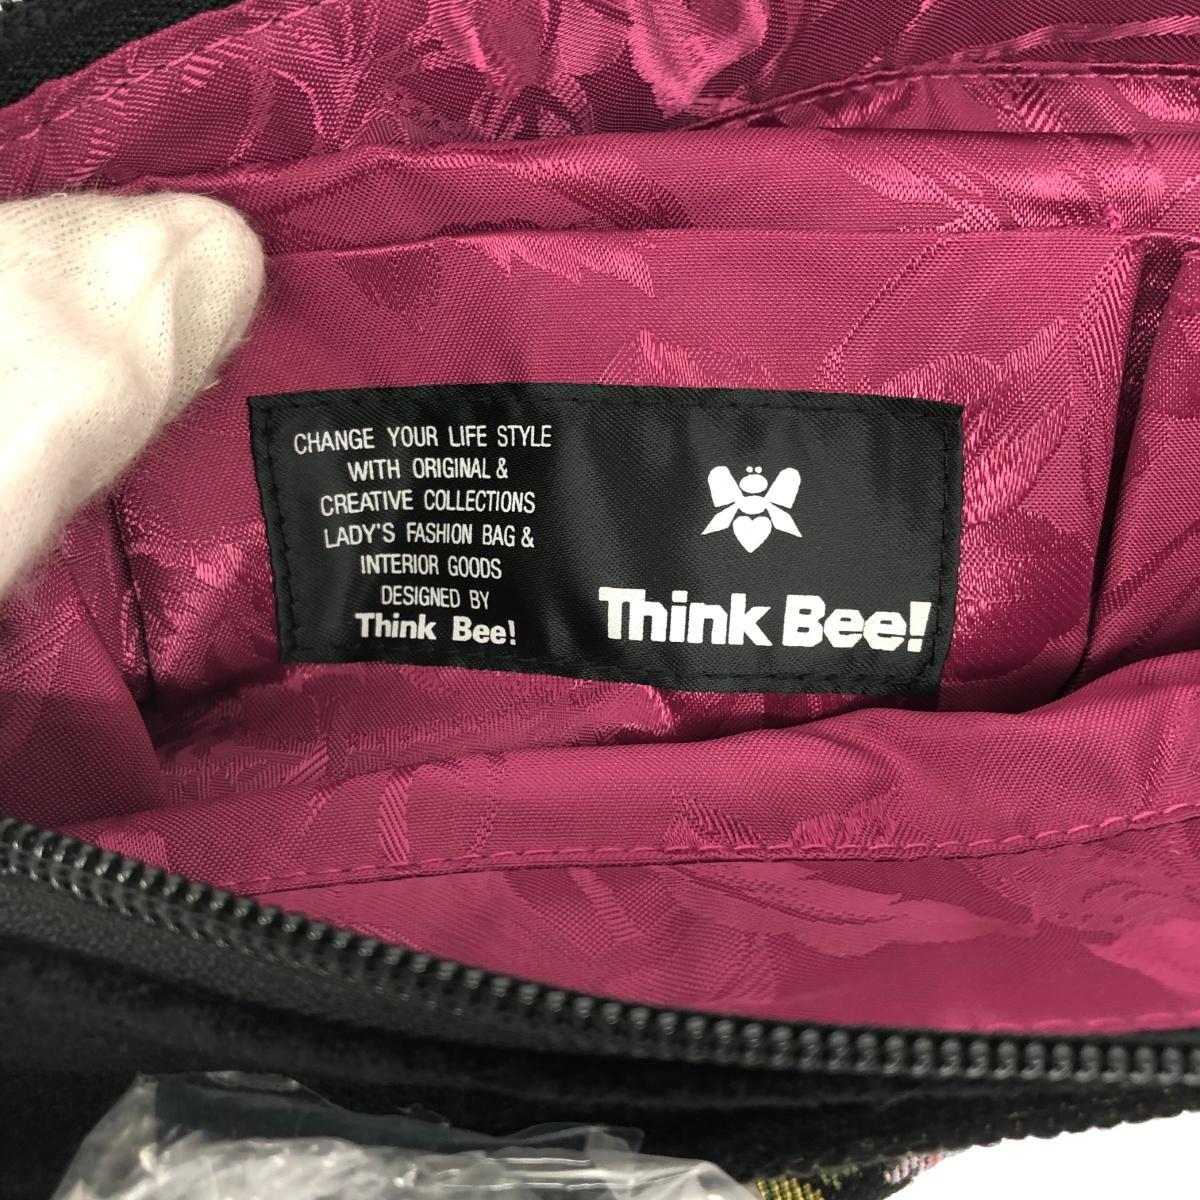 CHANGE YOUR LIFE STYLE
WITH ORIGINAL &
CREATIVE COLLECTIONS
LADY'S FASHION BAG &
INTERIOR GOODS
DESIGNED BY
Think Bee!
Think Bee!